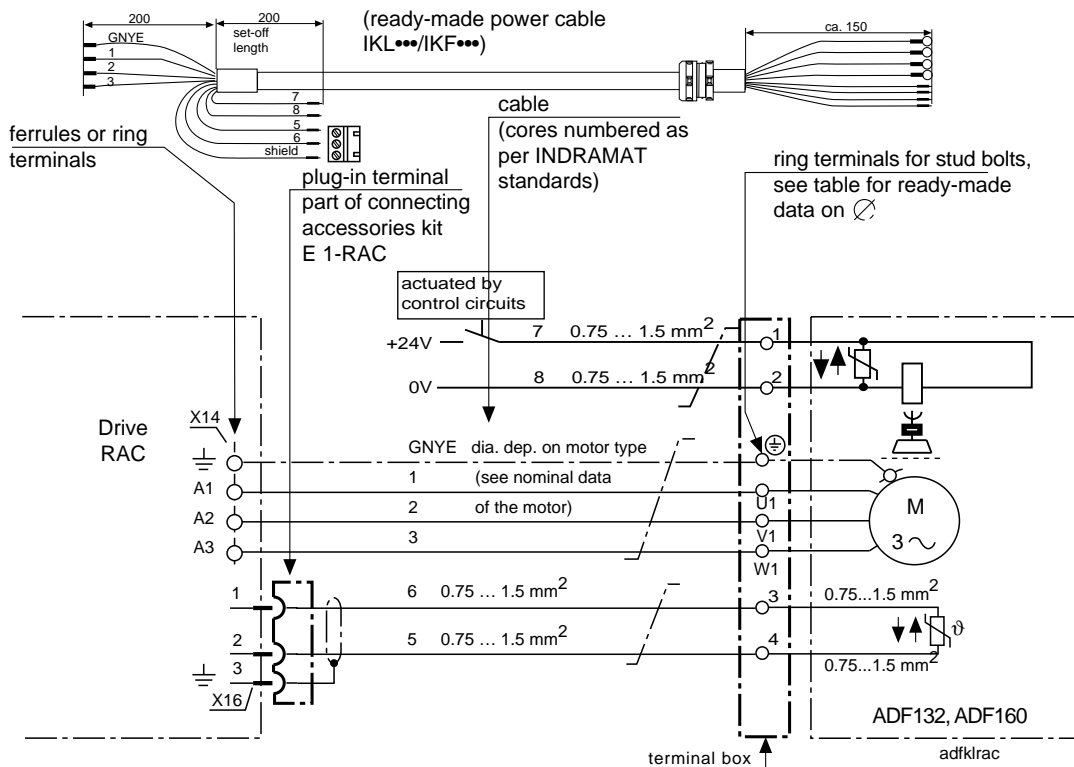 200
200
(ready-made power cable
IKL•••/IKF•••)
ca. 150
GNYE
set-off
length
1
2
3
7
8
5
6
shield
ferrules or ring
terminals
cable
(cores numbered as
per INDRAMAT
standards)
plug-in terminal
part of connecting
accessories kit
E 1-RAC
ring terminals for stud bolts,
see table for ready-made
data on ∅
actuated by
control circuits
+24V
7
0.75 ... 1.5 mm²
1
0V
8
0.75 ... 1.5 mm²
2
X14
Drive
RAC
GNYE dia. dep. on motor type
A1
1
(see nominal data
U1
A2
2
of the motor)
V1
A3
3
W1
M
3 ∼
1
6
0.75 ... 1.5 mm²
3
0.75...1.5 mm²
2
5
0.75 ... 1.5 mm²
4
0.75...1.5 mm²
ϑ
3
X16
ADF132, ADF160
terminal box
adfklrac